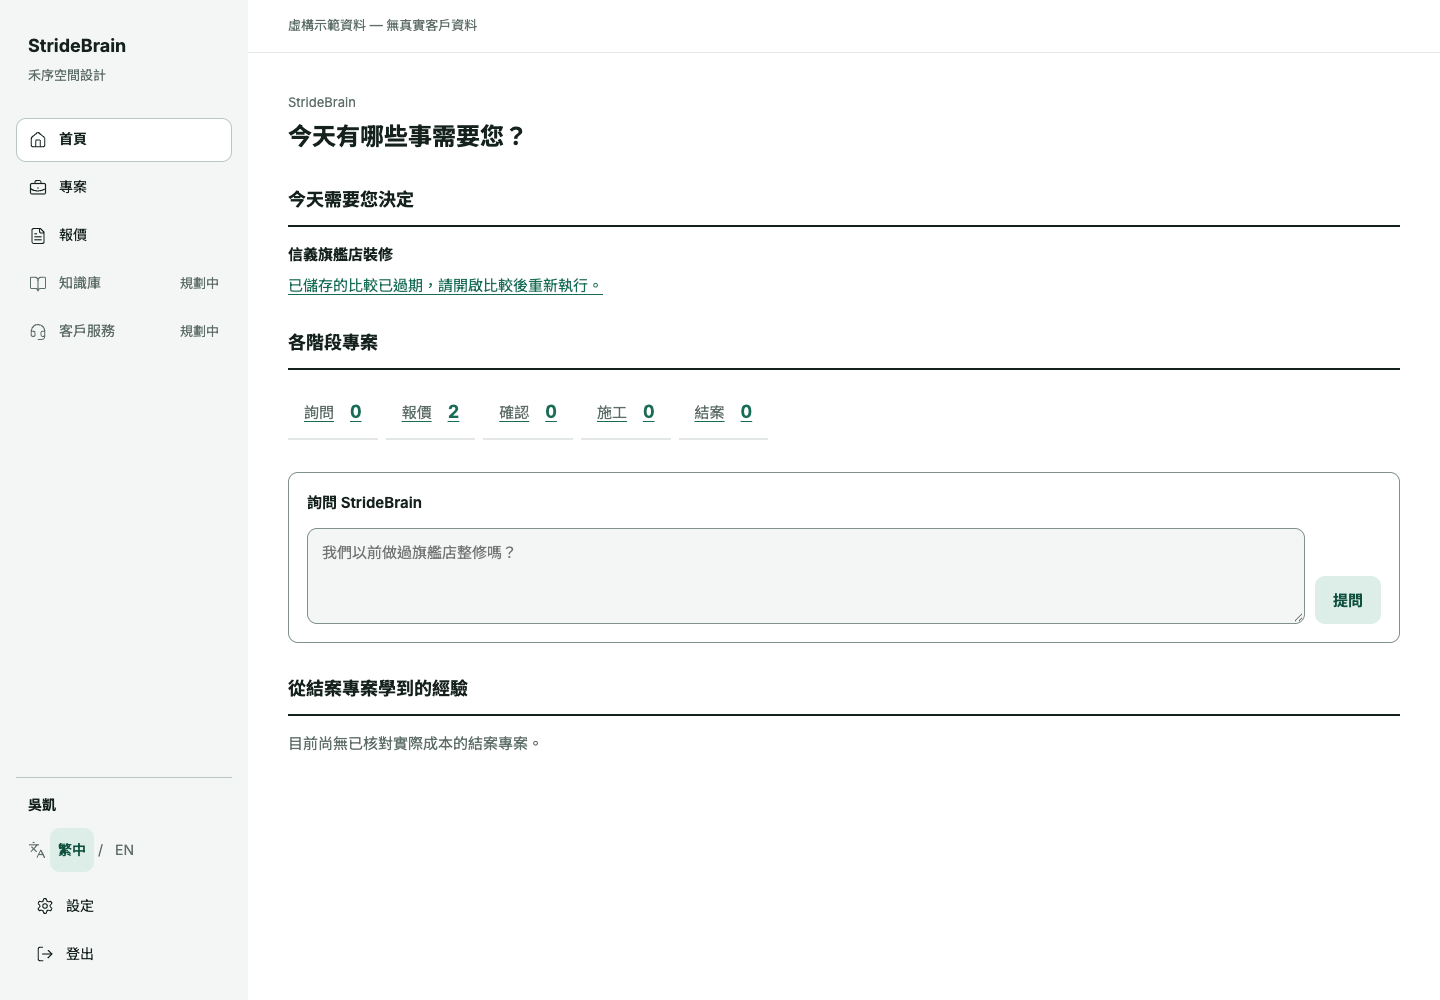 StrideBrain
禾序空間設計
首頁
專案
報價
知識庫 規劃中
客戶服務 規劃中
吳凱
繁中 / EN
設定
登出
虛構示範資料 — 無真實客戶資料
StrideBrain
今天有哪些事需要您？
今天需要您決定
信義旗艦店裝修
已儲存的比較已過期，請開啟比較後重新執行。
各階段專案
詢問 0 報價 2 確認 0 施工 0 結案 0
詢問 StrideBrain
我們以前做過旗艦店整修嗎？
提問
從結案專案學到的經驗
目前尚無已核對實際成本的結案專案。